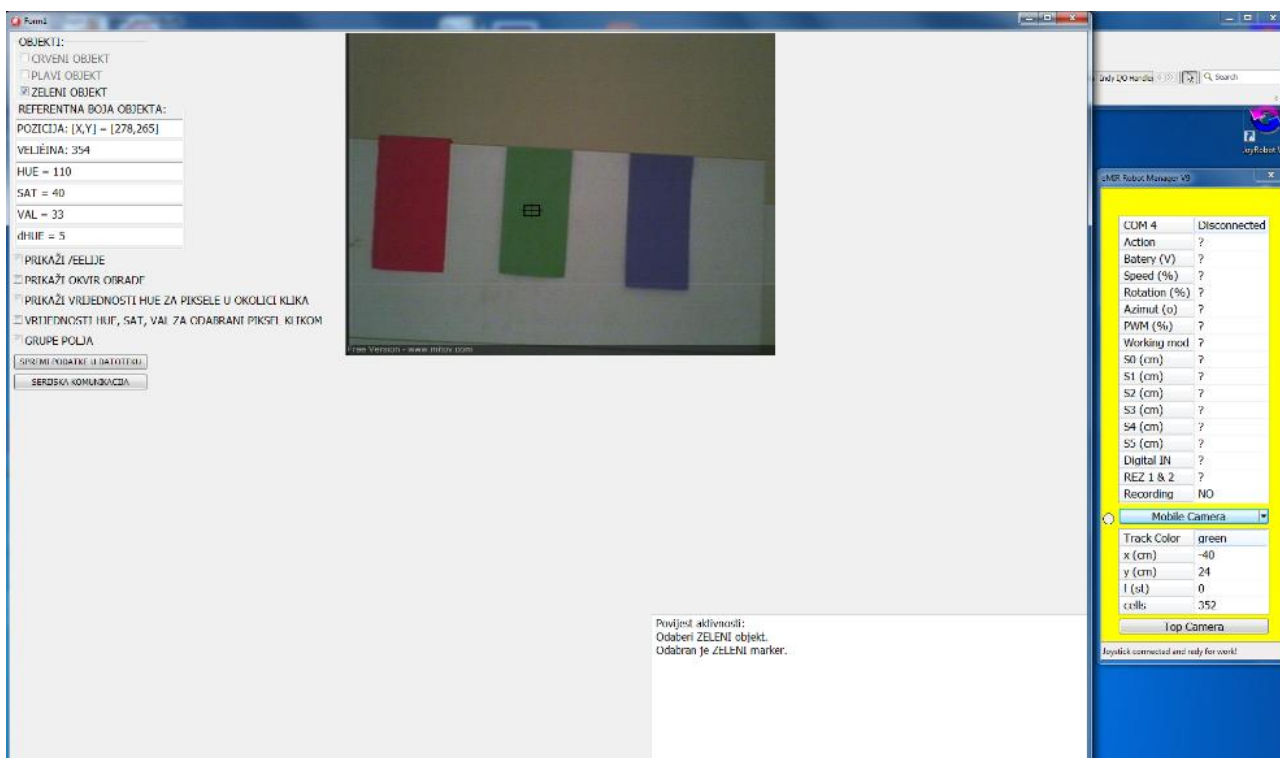 Form1
OBJEKTI:
CRVENI OBJEKT
PLAVI OBJEKT
ZELENI OBJEKT
REFERENTNA BOJA OBJEKTA:
POZICIJA: [X,Y] = [278,265]
VELIĖINA: 354
HUE = 110
SAT = 40
VAL = 33
dHUE = 5
PRIKAŽI
PRIKAŽI OKVIR OBRADE
PRIKAŽI VRIJEDNOSTI HUE ZA PIKSELE U OKOLICI KLIKA
VRIJEDNOSTI HUE, SAT, VAL ZA ODABRANI PIKSEL KLIKOM
GRUPE POLJA
SPREMI PODATKE U DATOTEKU
SERIJSKA KOMUNIKACIJA
Free Version - www
Povijest aktivnosti:
Odaberi ZELENI objekt.
Odabran je ZELENI marker.
Indy I/O Handler
Search
JoyRobot
eMIR Robot Manager V9
COM 4 Disconnected
Action ?
Batery (V) ?
Speed (%) ?
Rotation (%) ?
Azimut (o) ?
PWM (%) ?
Working mod ?
S0 (cm) ?
S1 (cm) ?
S2 (cm) ?
S3 (cm) ?
S4 (cm) ?
S5 (cm) ?
Digital IN ?
REZ 1 & 2 ?
Recording NO
Mobile Camera
Track Color green
x (cm) -40
y (cm) 24
(st) 0
cells 352
Top Camera
Joystick connected and redy for work!